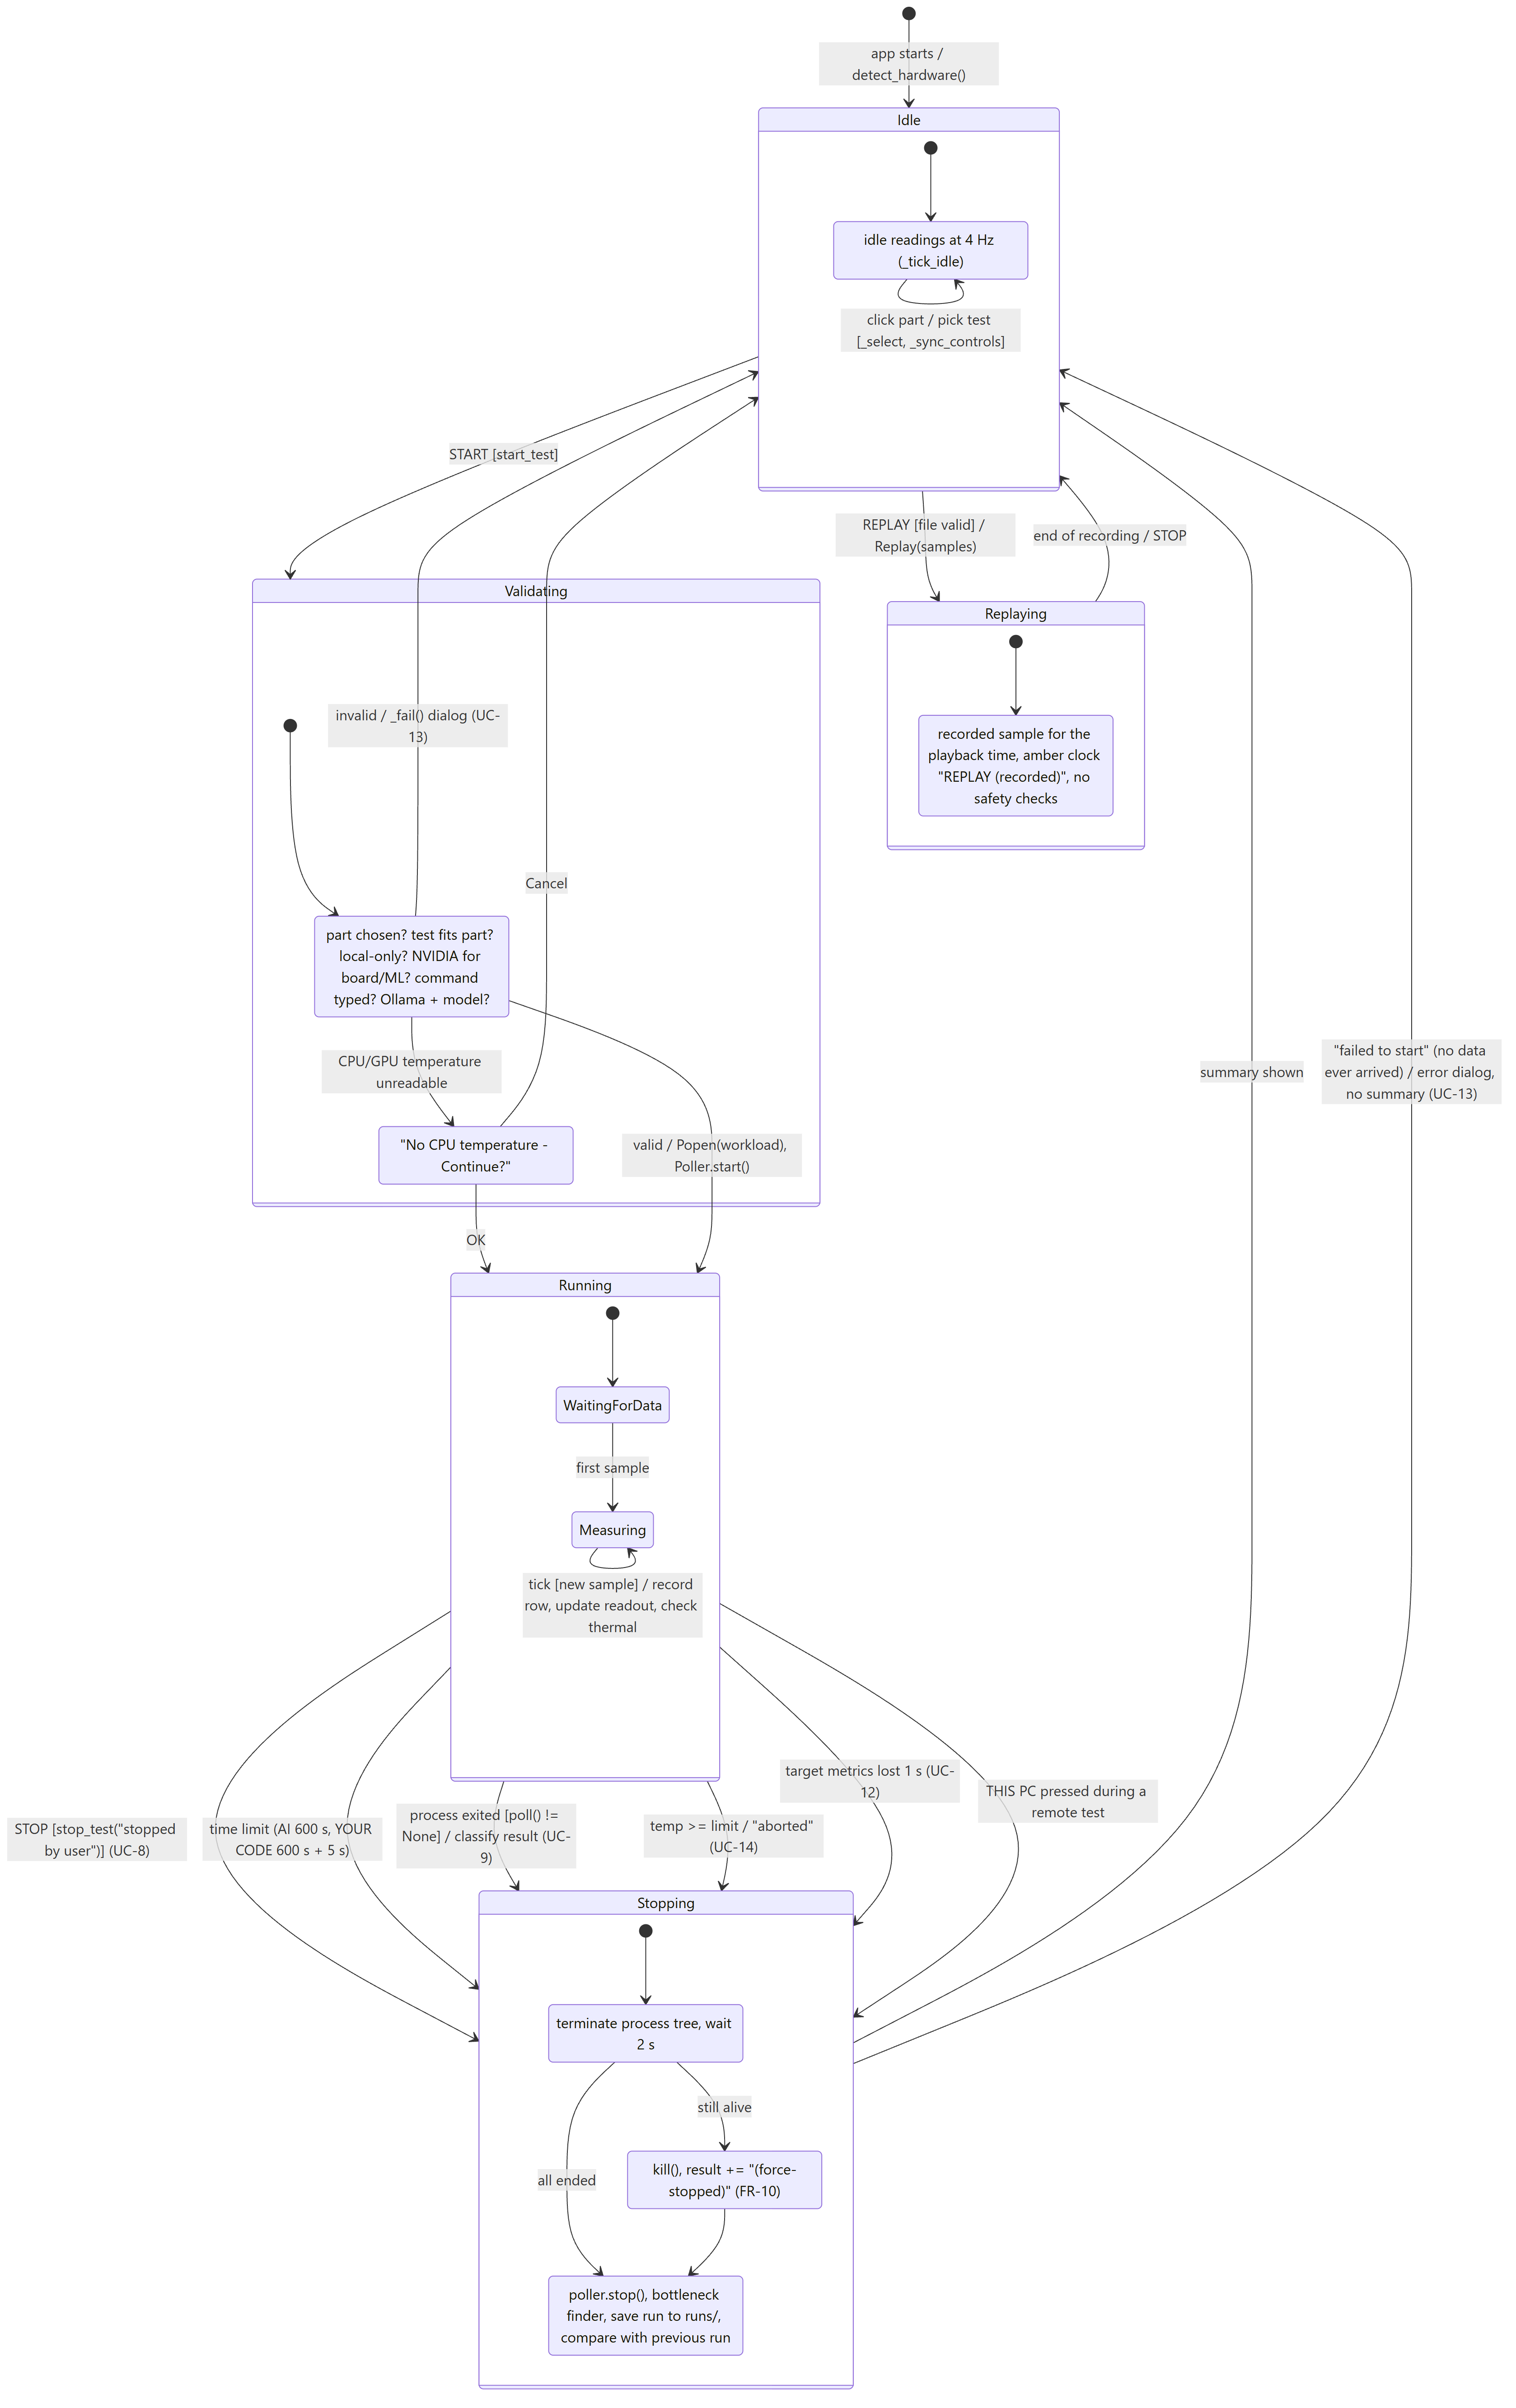 app starts /
detect_hardware()
Idle
idle readings at 4 Hz
(_tick_idle)
click part / pick test
[_select, _sync_controls]
START [start_test]
REPLAY [file valid] /
Replay(samples)
end of recording / STOP
Validating
Replaying
invalid / _fail() dialog (UC-
13)
recorded sample for the
playback time, amber clock
"REPLAY (recorded)", no
safety checks
Cancel
part chosen? test fits part?
local-only? NVIDIA for
board/ML? command
typed? Ollama + model?
CPU/GPU temperature
unreadable
summary shown
"failed to start" (no data
ever arrived) / error dialog,
no summary (UC-13)
"No CPU temperature -
Continue?"
valid / Popen(workload),
Poller.start()
OK
Running
WaitingForData
first sample
Measuring
tick [new sample] / record
row, update readout, check
thermal
STOP [stop_test("stopped
by user")] (UC-8)
time limit (AI 600 s, YOUR
CODE 600 s + 5 s)
process exited [poll() !=
None] / classify result (UC-
9)
temp >= limit / "aborted"
(UC-14)
target metrics lost 1 s (UC-
12)
THIS PC pressed during a
remote test
Stopping
terminate process tree, wait
2 s
still alive
all ended
kill(), result += "(force-
stopped)" (FR-10)
poller.stop(), bottleneck
finder, save run to runs/,
compare with previous run